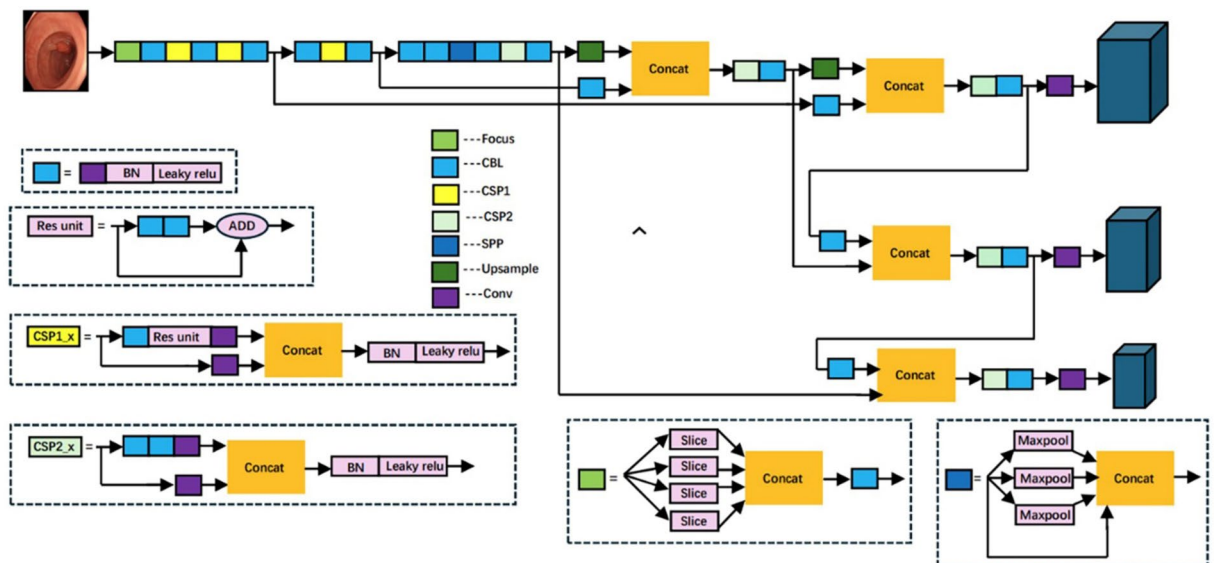 Concat
Concat
---Focus
---CBL
---CSP1
---CSP2
---SPP
---Upsample
---Conv
= BN Leaky relu
Res unit = ADD
Concat
CSP1_x = Res unit Concat BN Leaky relu
Concat
CSP2_x = Concat BN Leaky relu
= Slice Slice Slice Slice Concat
= Maxpool Maxpool Maxpool Concat